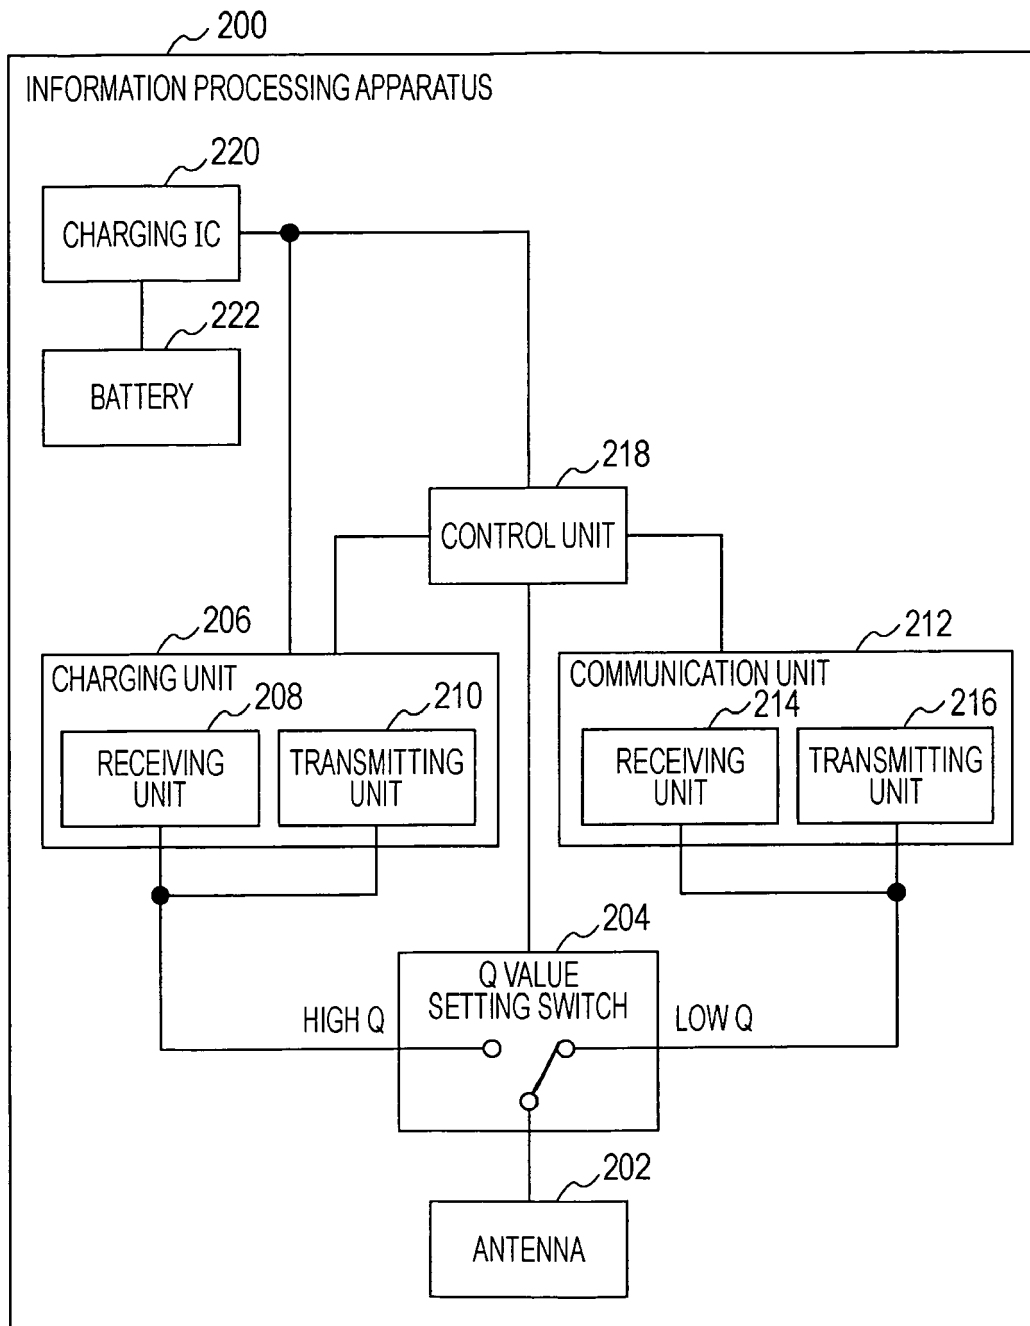 200
INFORMATION PROCESSING APPARATUS
220
CHARGING IC
222
BATTERY
218
CONTROL UNIT
206
CHARGING UNIT
208
RECEIVING
UNIT
210
TRANSMITTING
UNIT
212
COMMUNICATION UNIT
214
RECEIVING
UNIT
216
TRANSMITTING
UNIT
204
Q VALUE
SETTING SWITCH
HIGH Q
LOW Q
202
ANTENNA